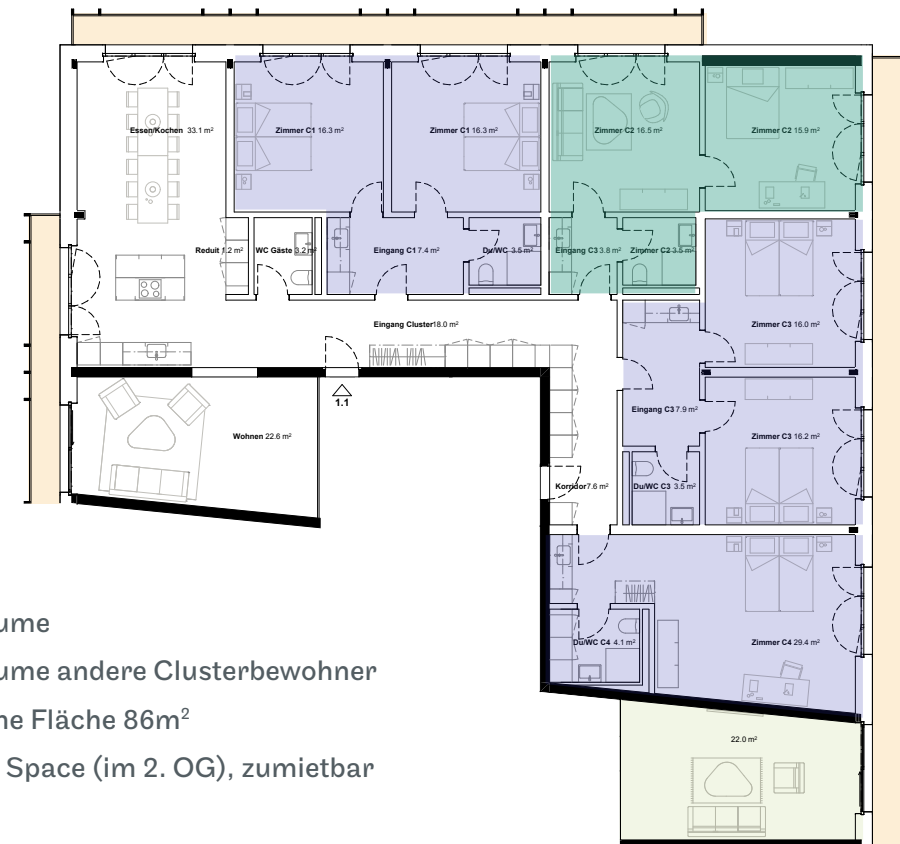 Essen/Kochen 33.1 m²
Zimmer C1 16.3 m²
Zimmer C1 16.3 m²
Zimmer C2 16.5 m²
Zimmer C2 15.9 m²
Reduit 1.2 m²
WC Gäste 3.2 m²
Eingang C1 7.4 m²
Du/WC 3.5 m²
Eingang C3 3.8 m²
Zimmer C2 3.5 m²
Eingang Cluster 18.0 m²
Zimmer C3 16.0 m²
1.1
Eingang C3 7.9 m²
Wohnen 22.6 m²
Zimmer C3 16.2 m²
Korridor 7.6 m²
Du/WC C3 3.5 m²
Du/WC C4 4.1 m²
Zimmer C4 29.4 m²
22.0 m²
ume
ume andere Clusterbewohner
ne Fläche 86m²
Space (im 2. OG), zumietbar